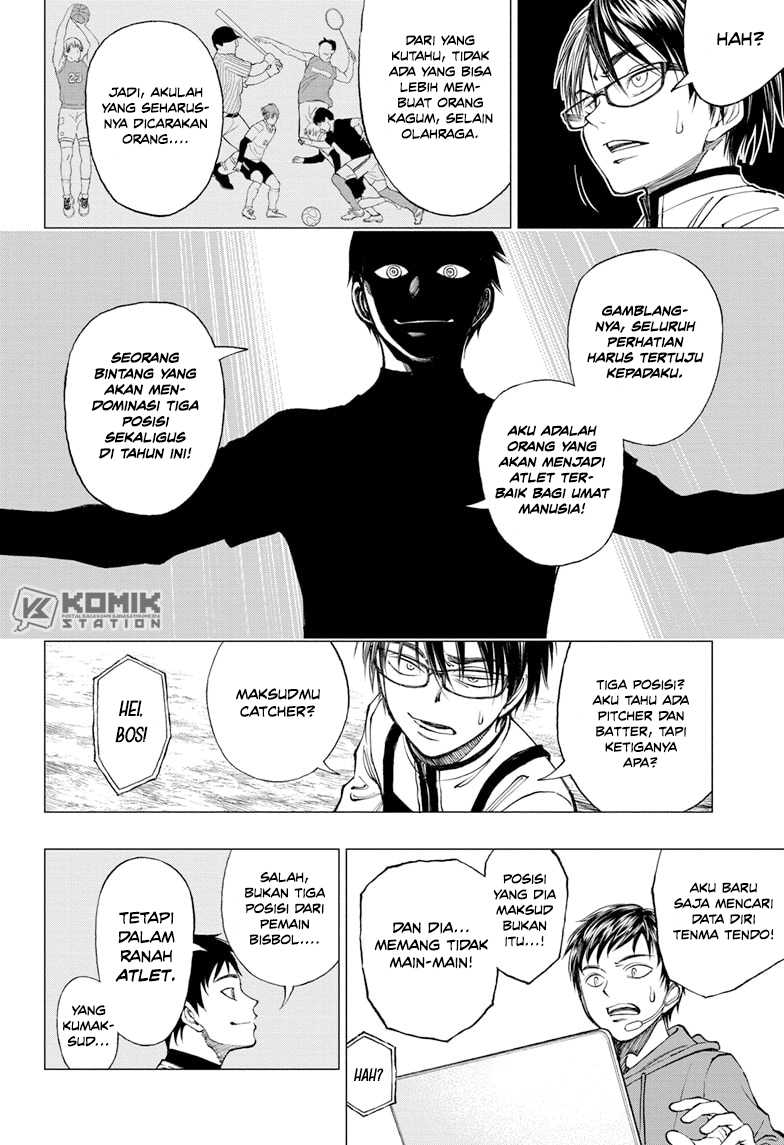 HAH?
DARI YANG
KUTAHU, TIDAK
ADA YANG BISA
LEBIH MEM-
BUAT ORANG
KAGUM, SELAIN
OLAHRAGA.
JADI, AKULAH
YANG SEHARUS-
NYA DICARAKAN
ORANG....
23
GAMBLANG-
NYA, SELURUH
PERHATIAN
HARUS TERTUJU
KEPADAKU.
AKU ADALAH
ORANG YANG
AKAN MENJADI
ATLET TER-
BAIK BAGI UMAT
MANUSIA!
SEORANG
BINTANG YANG
AKAN MEN-
DOMINASI TIGA
POSISI
SEKALIGUS
DI TAHUN INI!
KOMIK
STATION
TIGA POSISI?
AKU TAHU ADA
PITCHER DAN
BATTER, TAPI
KETIGANYA
APA?
MAKSUDMU
CATCHER?
HEI,
BOS!
AKU BARU
SAJA MENCARI
DATA DIRI
TENMA TENDO!
POSISI
YANG DIA
MAKSUD
BUKAN
ITU...!
DAN DIA...
MEMANG TIDAK
MAIN-MAIN!
HAH?
SALAH,
BUKAN TIGA
POSISI DARI
PEMAIN
BISBOL....
TETAPI
DALAM
RANAH
ATLET.
YANG
KUMAK-
SUD...